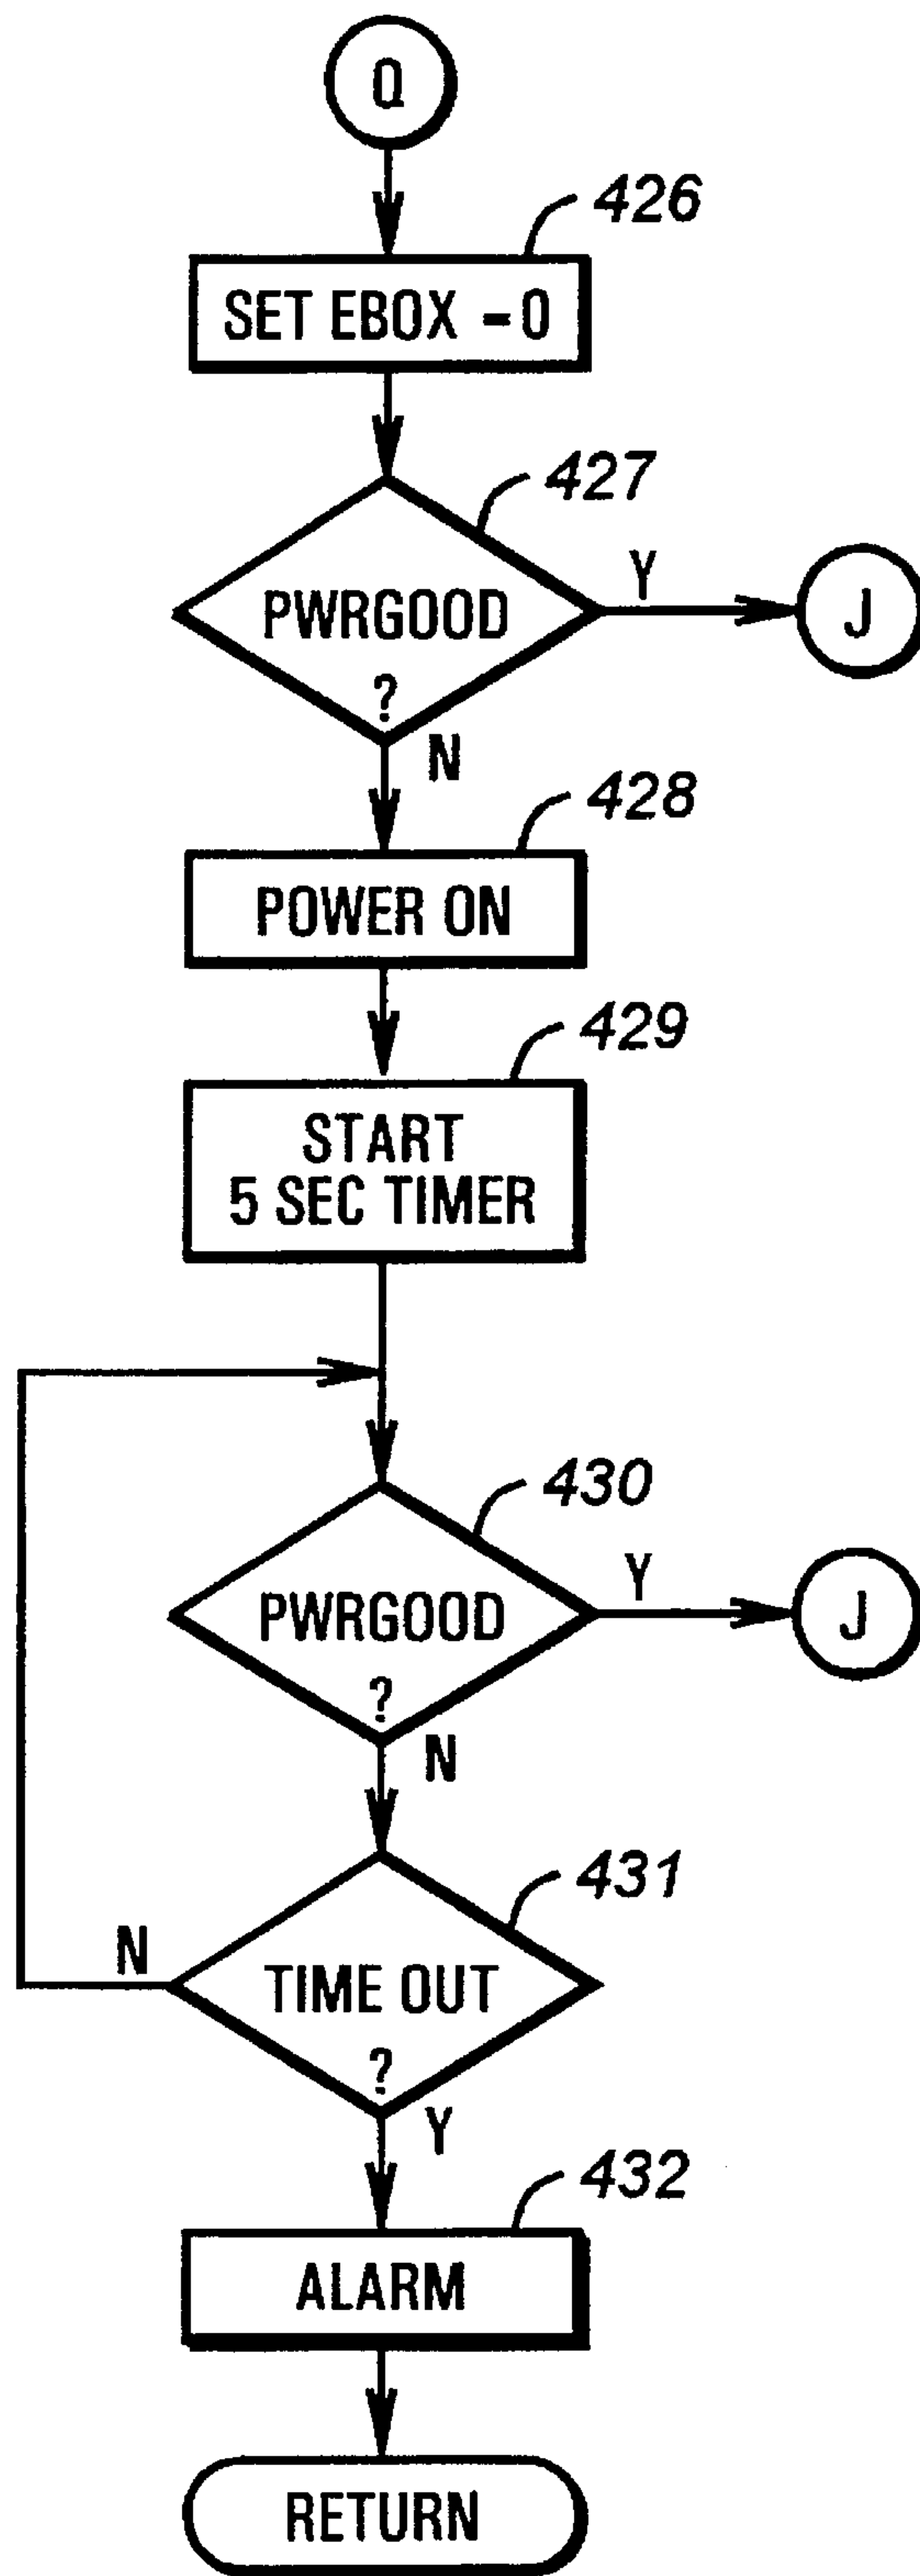 Q
426
SET EBOX = 0
427
PWRGOOD
?
Y
J
N
428
POWER ON
429
START
5 SEC TIMER
430
PWRGOOD
?
Y
J
N
431
TIME OUT
?
N
Y
432
ALARM
RETURN